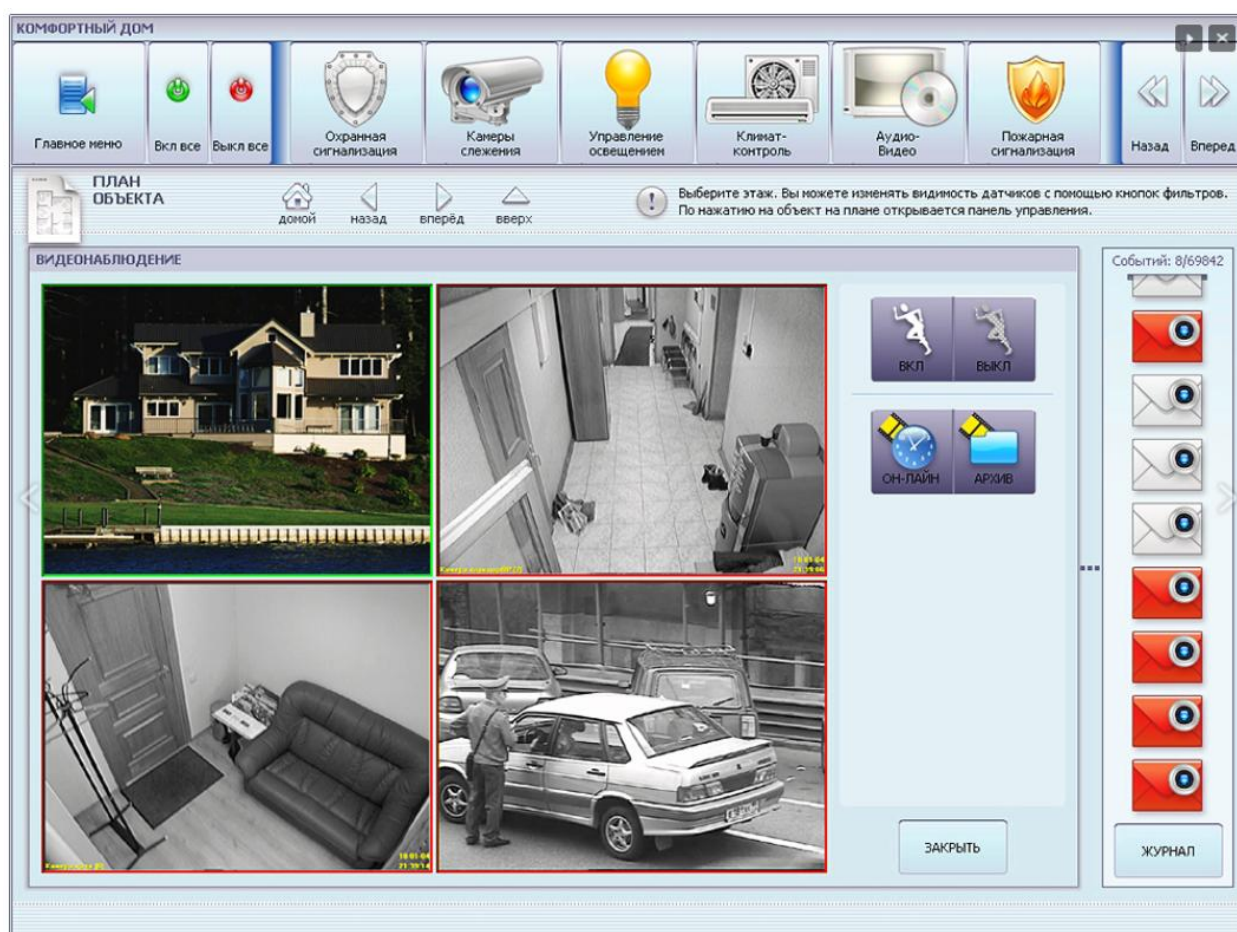 КОМФОРТНЫЙ ДОМ
Главное меню
Вкл все
Выкл все
Охранная
сигнализация
Камеры
слежения
Управление
освещением
Климат-
контроль
Аудио-
Видео
Пожарная
сигнализация
Назад
Вперед
ПЛАН
ОБЪЕКТА
домой
назад
вперёд
вверх
Выберите этаж. Вы можете изменять видимость датчиков с помощью кнопок фильтров.
По нажатию на объект на плане открывается панель управления.
ВИДЕОНАБЛЮДЕНИЕ
Событий: 8/69842
ВКЛ
ВЫКЛ
ОН-ЛАЙН
АРХИВ
ЗАКРЫТЬ
ЖУРНАЛ